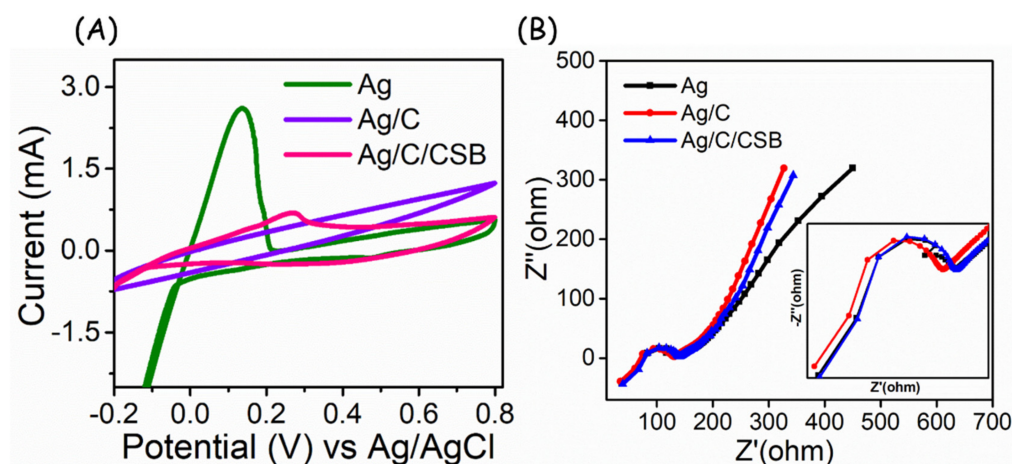 (A)
3.0
1.5
0.0
-1.5
Current (mA)
Ag
Ag/C
Ag/C/CSB
-0.2 0.0 0.2 0.4 0.6 0.8
Potential (V) vs Ag/AgCl
(B)
500
400
300
200
100
0
Z"(ohm)
Ag
Ag/C
Ag/C/CSB
-Z"(ohm)
Z'(ohm)
100 200 300 400 500 600 700
Z'(ohm)